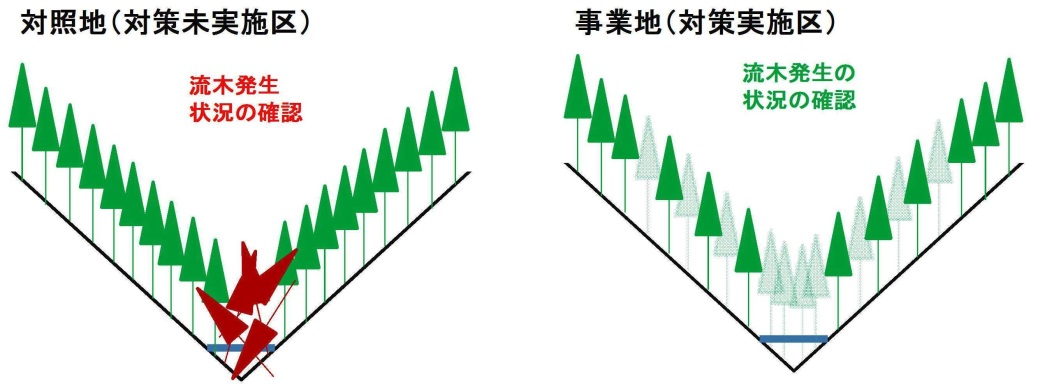 対照地(対策未実施区)
流木発生
状況の確認
事業地(対策実施区)
流木発生の
状況の確認